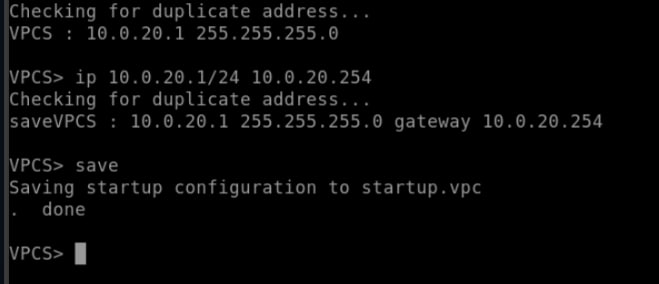 Checking for duplicate address...
VPCS : 10.0.20.1 255.255.255.0
VPCS> ip 10.0.20.1/24 10.0.20.254
Checking for duplicate address...
saveVPCS : 10.0.20.1 255.255.255.0 gateway 10.0.20.254
VPCS> save
Saving startup configuration to startup.vpc
.  done
VPCS>